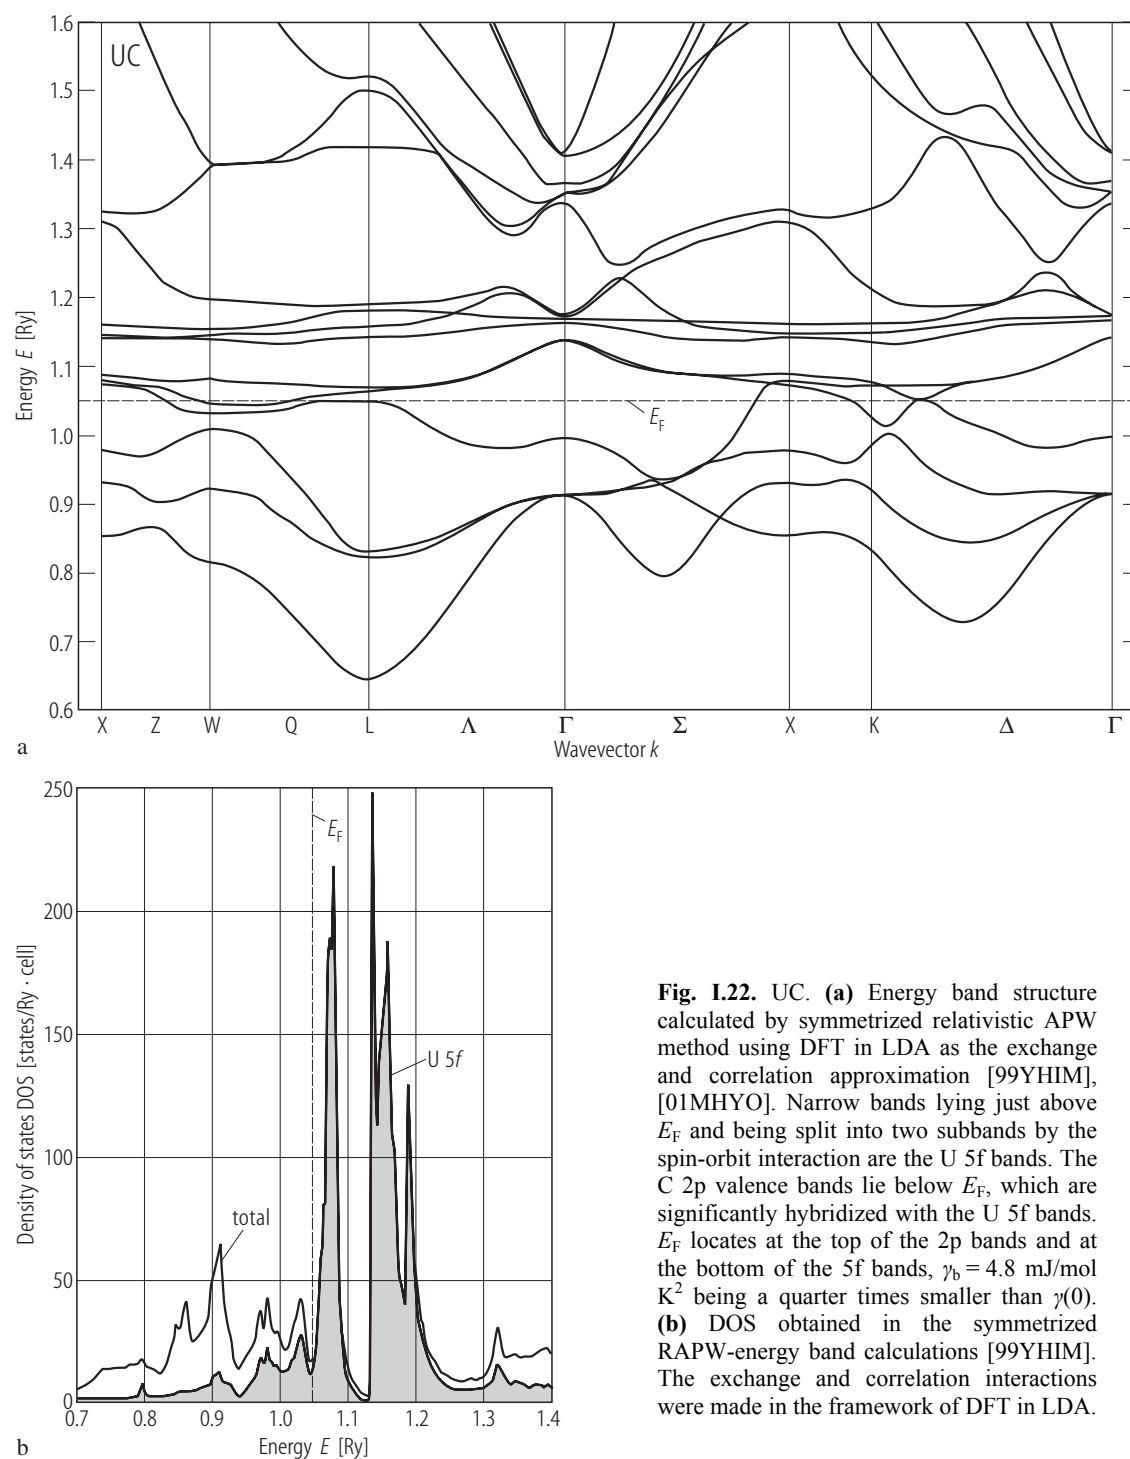 1.6
UC
1.5
1.4
1.3
1.2
1.1
1.0
0.9
0.8
0.7
0.6
Energy E [Ry]
E_F
X Z W Q L Λ Γ Σ X K Δ Γ
Wavevector k
a
250
200
150
100
50
0
Density of states DOS [states/Ry · cell]
E_F
U 5f
total
0.7 0.8 0.9 1.0 1.1 1.2 1.3 1.4
Energy E [Ry]
b
Fig. I.22. UC. (a) Energy band structure
calculated by symmetrized relativistic APW
method using DFT in LDA as the exchange
and correlation approximation [99YHIM],
[01MHYO]. Narrow bands lying just above
E_F and being split into two subbands by the
spin-orbit interaction are the U 5f bands. The
C 2p valence bands lie below E_F, which are
significantly hybridized with the U 5f bands.
E_F locates at the top of the 2p bands and at
the bottom of the 5f bands, γ_b = 4.8 mJ/mol
K² being a quarter times smaller than γ(0).
(b) DOS obtained in the symmetrized
RAPW-energy band calculations [99YHIM].
The exchange and correlation interactions
were made in the framework of DFT in LDA.